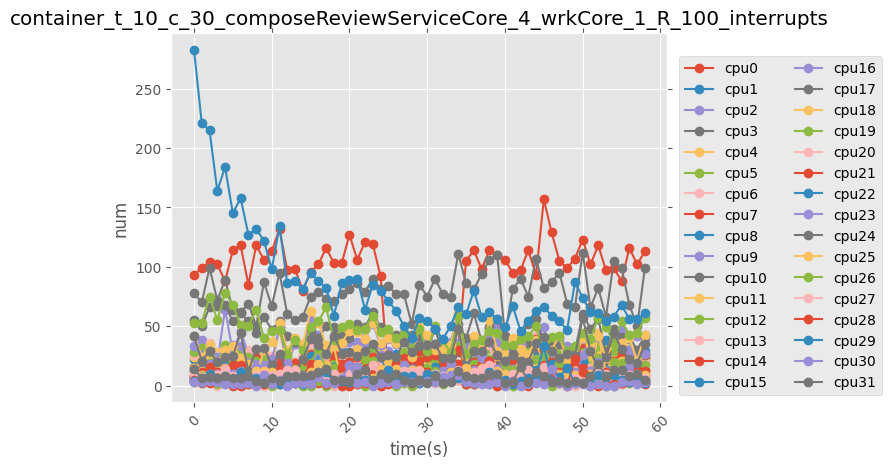 container_t_10_c_30_composeReviewServiceCore_4_wrkCore_1_R_100_interrupts
num
250
200
150
100
50
0
0
10
20
30
40
50
60
time(s)
cpu0
cpu1
cpu2
cpu3
cpu4
cpu5
cpu6
cpu7
cpu8
cpu9
cpu10
cpu11
cpu12
cpu13
cpu14
cpu15
cpu16
cpu17
cpu18
cpu19
cpu20
cpu21
cpu22
cpu23
cpu24
cpu25
cpu26
cpu27
cpu28
cpu29
cpu30
cpu31